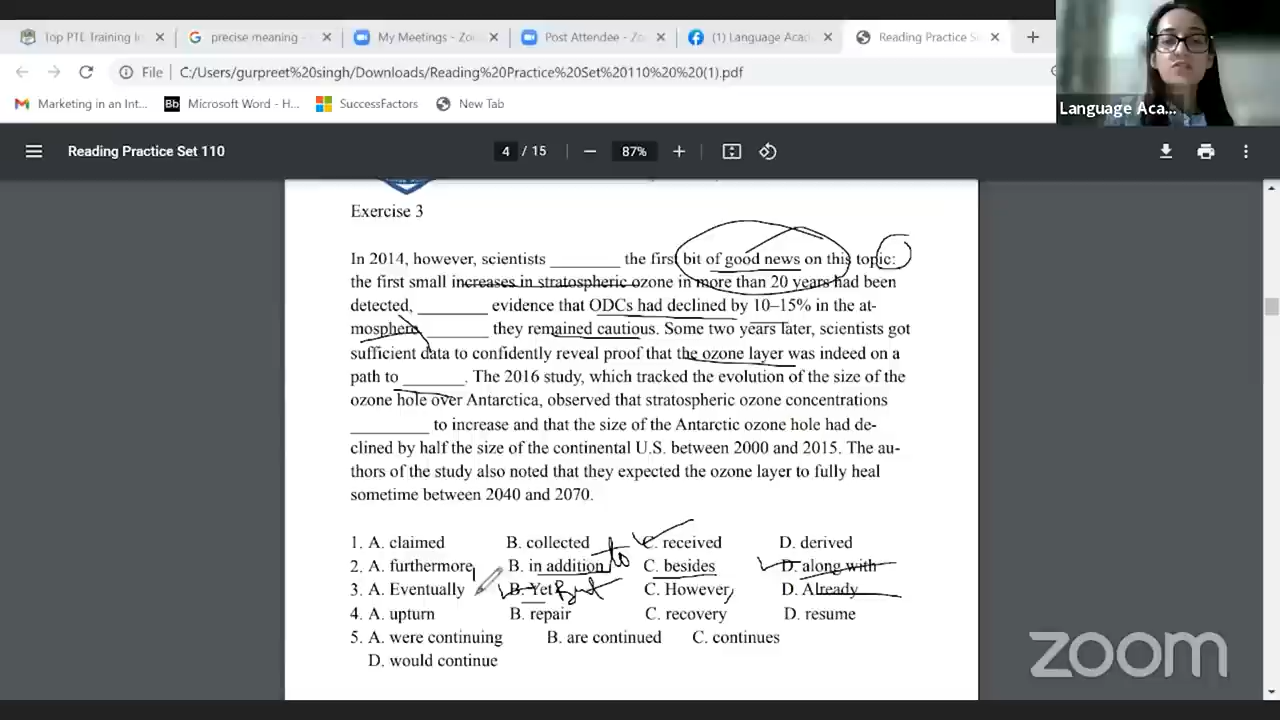 Top PTE Training I
precise meaning -
My Meetings - Zo
Post Attendee - Zo
(1) Language Aca
Reading Practice S
File
C:/Users/gurpreet%20singh/Downloads/Reading%20Practice%20Set%20110%20%20(1).pdf
Marketing in an Int...
Bb
Microsoft Word - H...
SuccessFactors
New Tab
Language Aca...
Reading Practice Set 110
4 / 15
87%
Exercise 3
In 2014, however, scientists ________ the first bit of good news on this topic:
the first small increases in stratospheric ozone in more than 20 years had been
detected, ________ evidence that ODCs had declined by 10–15% in the at-
mosphere. _______ they remained cautious. Some two years later, scientists got
sufficient data to confidently reveal proof that the ozone layer was indeed on a
path to _______. The 2016 study, which tracked the evolution of the size of the
ozone hole over Antarctica, observed that stratospheric ozone concentrations
_________ to increase and that the size of the Antarctic ozone hole had de-
clined by half the size of the continental U.S. between 2000 and 2015. The au-
thors of the study also noted that they expected the ozone layer to fully heal
sometime between 2040 and 2070.
1. A. claimed B. collected C. received D. derived
to
2. A. furthermore, B. in addition C. besides D. along with
3. A. Eventually B. Yet But C. However, D. Already
4. A. upturn B. repair C. recovery D. resume
5. A. were continuing B. are continued C. continues
D. would continue
zoom